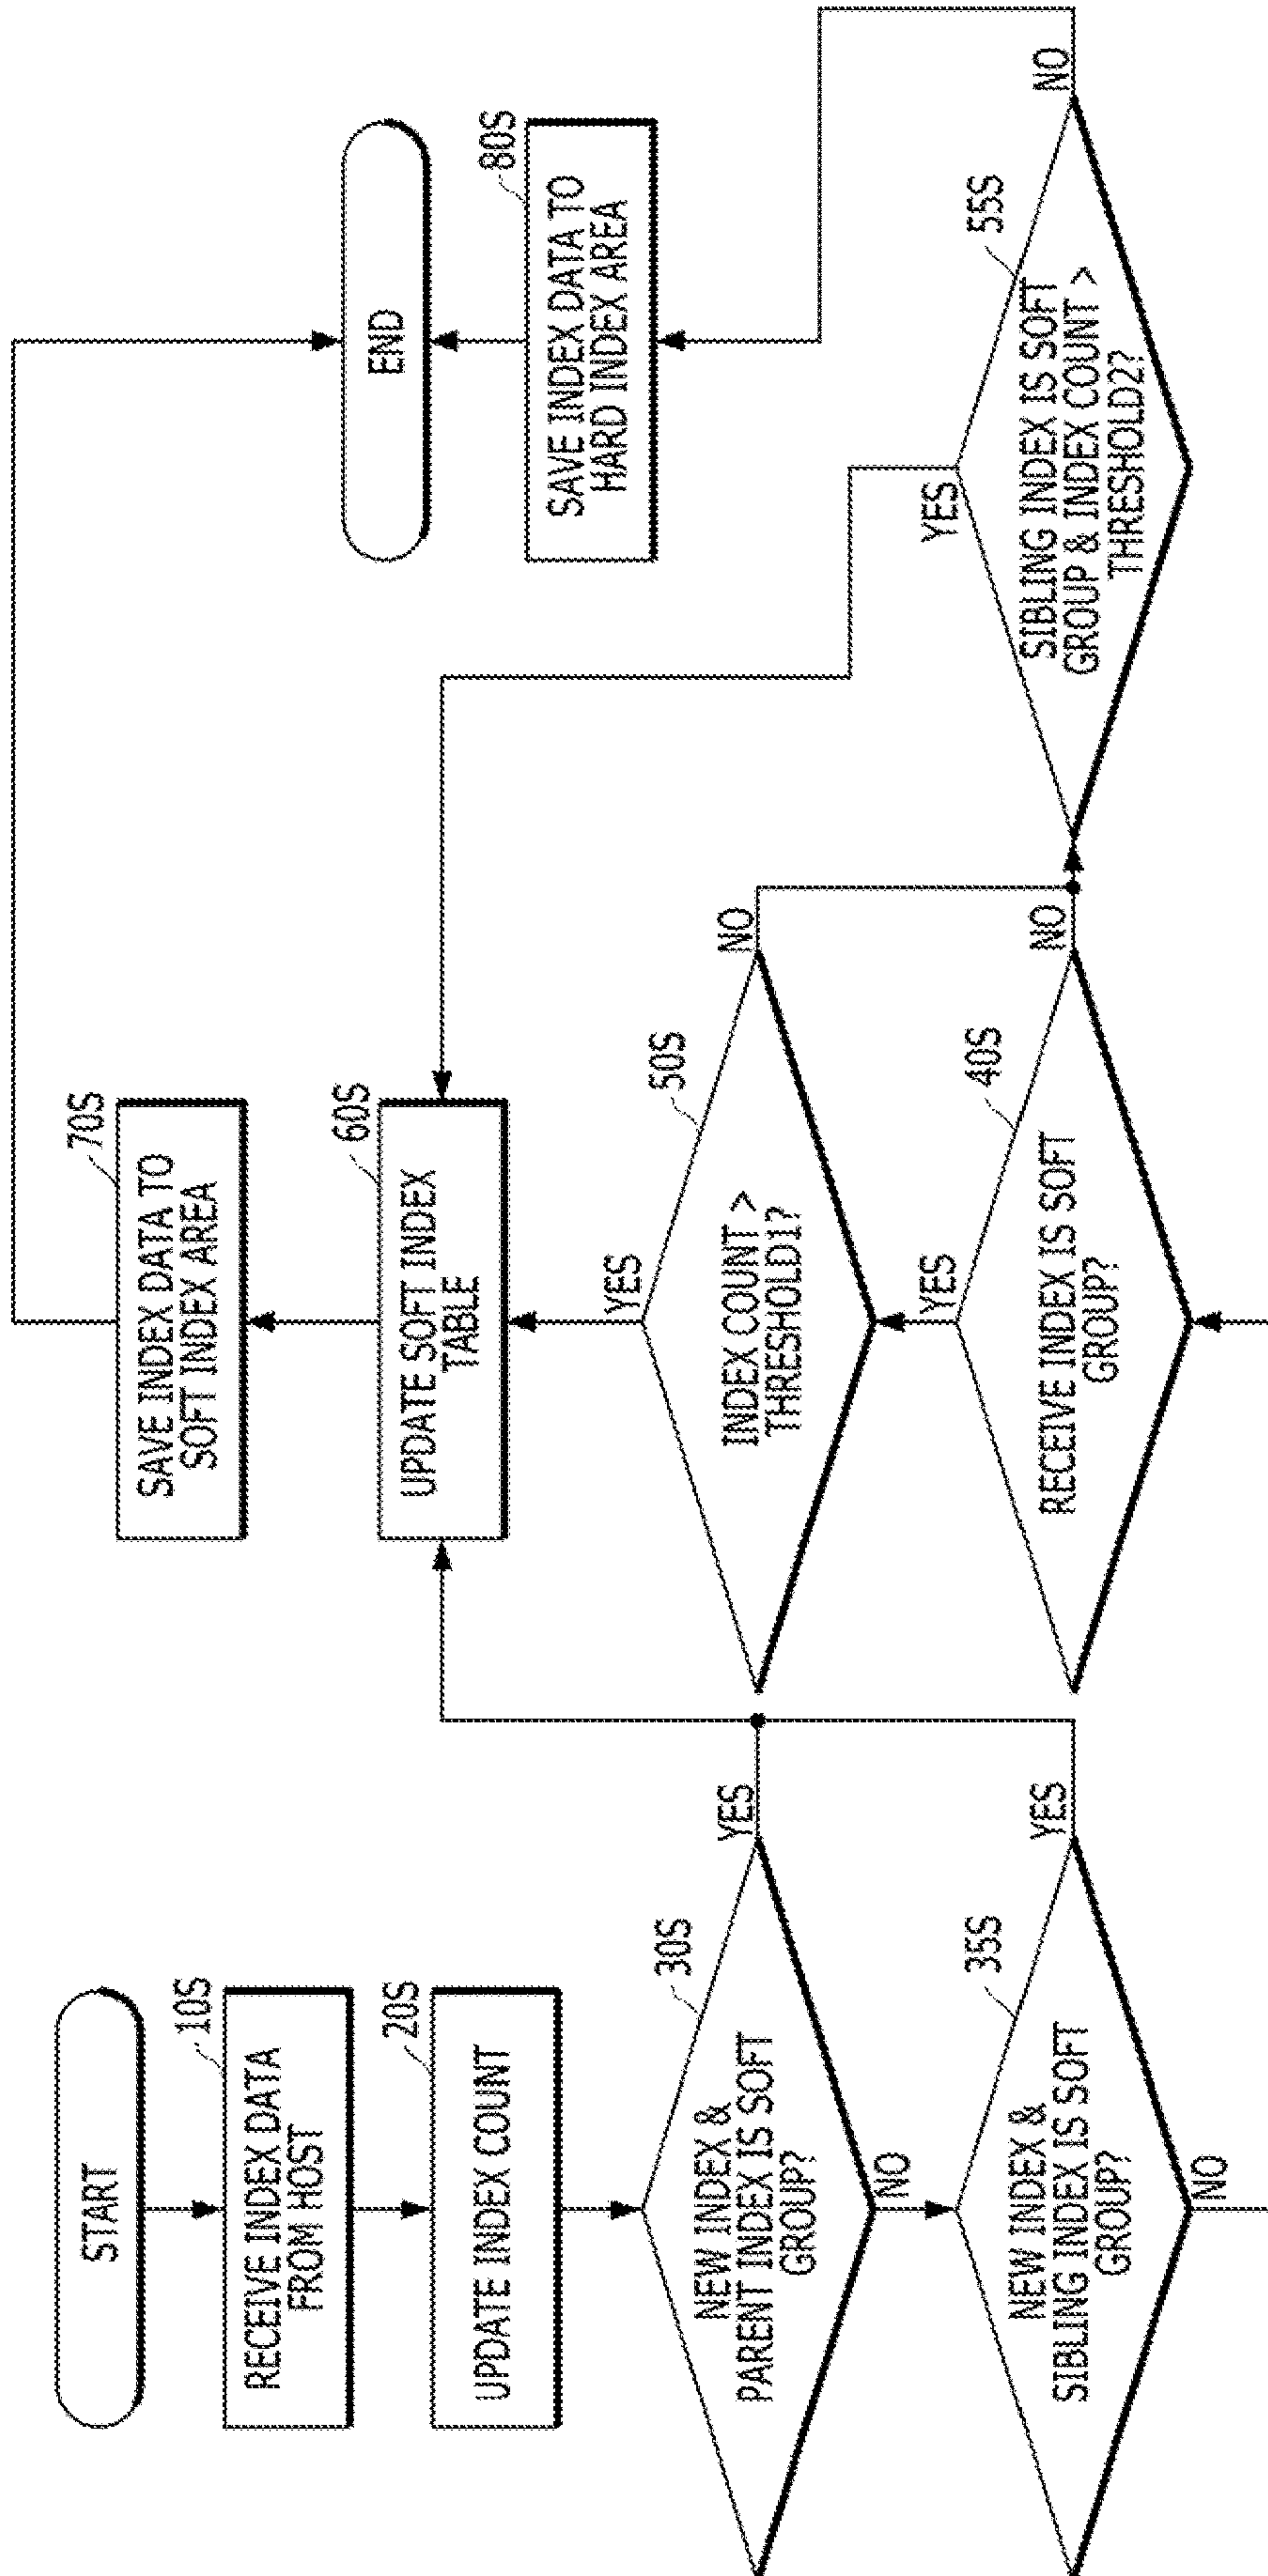 START
10S
RECEIVE INDEX DATA
FROM HOST
20S
UPDATE INDEX COUNT
30S
NEW INDEX &
PARENT INDEX IS SOFT
GROUP?
YES
NO
35S
NEW INDEX &
SIBLING INDEX IS SOFT
GROUP?
YES
NO
70S
SAVE INDEX DATA TO
SOFT INDEX AREA
60S
UPDATE SOFT INDEX
TABLE
YES
50S
INDEX COUNT >
THRESHOLD1?
NO
YES
40S
RECEIVE INDEX IS SOFT
GROUP?
NO
END
80S
SAVE INDEX DATA TO
HARD INDEX AREA
YES
55S
SIBLING INDEX IS SOFT
GROUP & INDEX COUNT >
THRESHOLD2?
NO